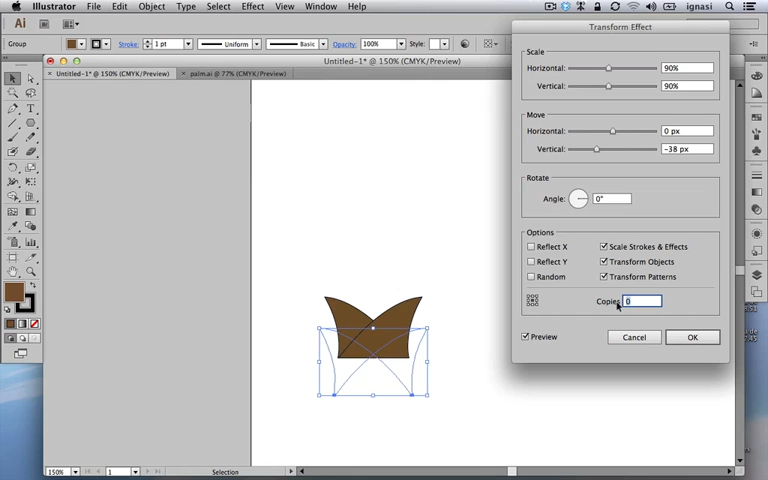 Illustrator File Edit Object Type Select Effect View Window Help ignasi
Ai
Group Stroke: 1 pt Uniform Basic Opacity: 100% Style:
Untitled-1* @ 150% (CMYK/Preview)
× Untitled-1* @ 150% (CMYK/Preview) × palm.ai @ 77% (CMYK/Preview)
Transform Effect
Scale
Horizontal: 90%
Vertical: 90%
Move
Horizontal: 0 px
Vertical: -38 px
Rotate
Angle: 0°
Options
Reflect X Scale Strokes & Effects
Reflect Y Transform Objects
Random Transform Patterns
Copies 0
Preview Cancel OK
150% 1 Selection